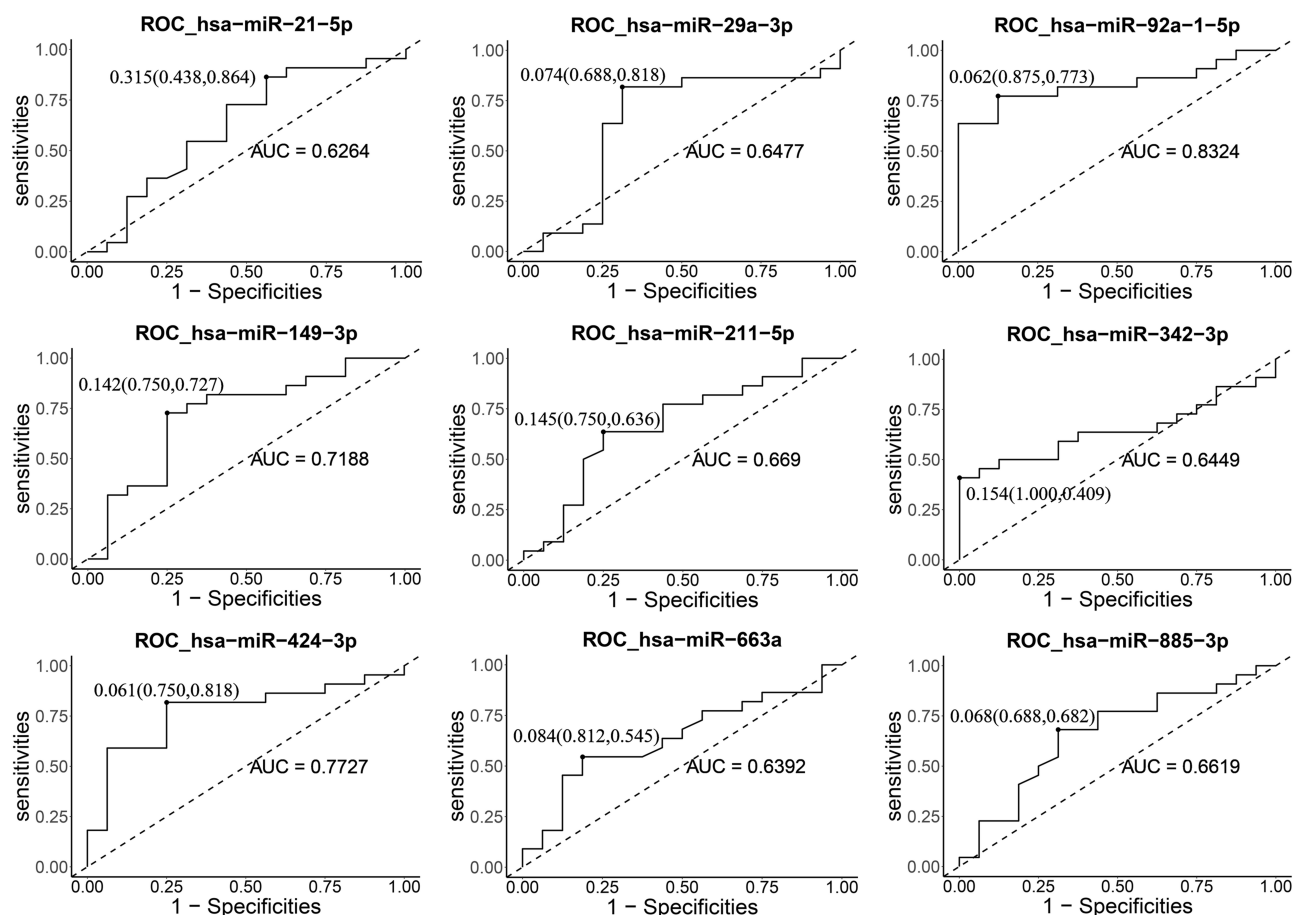 ROC_hsa−miR−21−5p
1.00
0.75
0.50
0.25
0.00
sensitivities
0.315(0.438,0.864)
AUC = 0.6264
0.00 0.25 0.50 0.75 1.00
1 − Specificities
ROC_hsa−miR−29a−3p
1.00
0.75
0.50
0.25
0.00
sensitivities
0.074(0.688,0.818)
AUC = 0.6477
0.00 0.25 0.50 0.75 1.00
1 − Specificities
ROC_hsa−miR−92a−1−5p
1.00
0.75
0.50
0.25
0.00
sensitivities
0.062(0.875,0.773)
AUC = 0.8324
0.00 0.25 0.50 0.75 1.00
1 − Specificities
ROC_hsa−miR−149−3p
1.00
0.75
0.50
0.25
0.00
sensitivities
0.142(0.750,0.727)
AUC = 0.7188
0.00 0.25 0.50 0.75 1.00
1 − Specificities
ROC_hsa−miR−211−5p
1.00
0.75
0.50
0.25
0.00
sensitivities
0.145(0.750,0.636)
AUC = 0.669
0.00 0.25 0.50 0.75 1.00
1 − Specificities
ROC_hsa−miR−342−3p
1.00
0.75
0.50
0.25
0.00
sensitivities
AUC = 0.6449
0.154(1.000,0.409)
0.00 0.25 0.50 0.75 1.00
1 − Specificities
ROC_hsa−miR−424−3p
1.00
0.75
0.50
0.25
0.00
sensitivities
0.061(0.750,0.818)
AUC = 0.7727
0.00 0.25 0.50 0.75 1.00
1 − Specificities
ROC_hsa−miR−663a
1.00
0.75
0.50
0.25
0.00
sensitivities
0.084(0.812,0.545)
AUC = 0.6392
0.00 0.25 0.50 0.75 1.00
1 − Specificities
ROC_hsa−miR−885−3p
1.00
0.75
0.50
0.25
0.00
sensitivities
0.068(0.688,0.682)
AUC = 0.6619
0.00 0.25 0.50 0.75 1.00
1 − Specificities